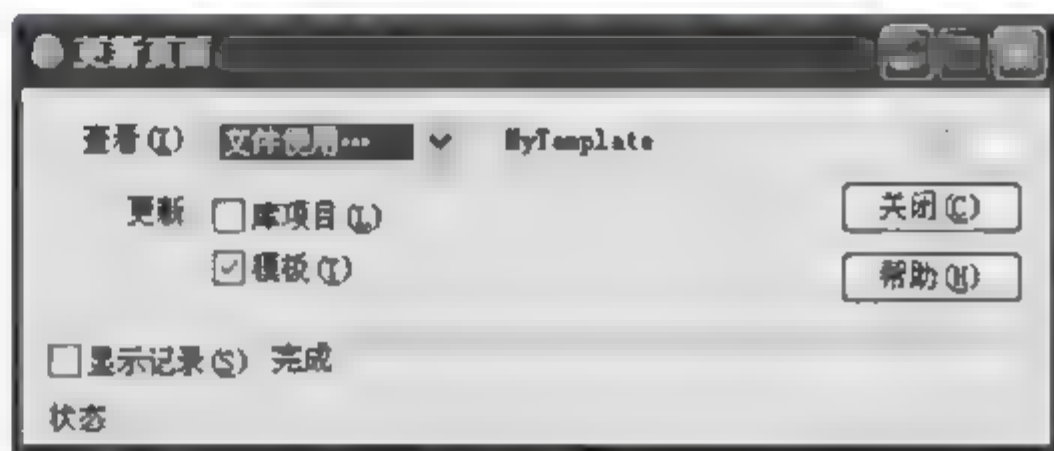 更新页面
查看(I) 文件使用… MyTemplate
更新 库项目(L)
关闭(C)
模板(T)
帮助(H)
显示记录(S) 完成
状态